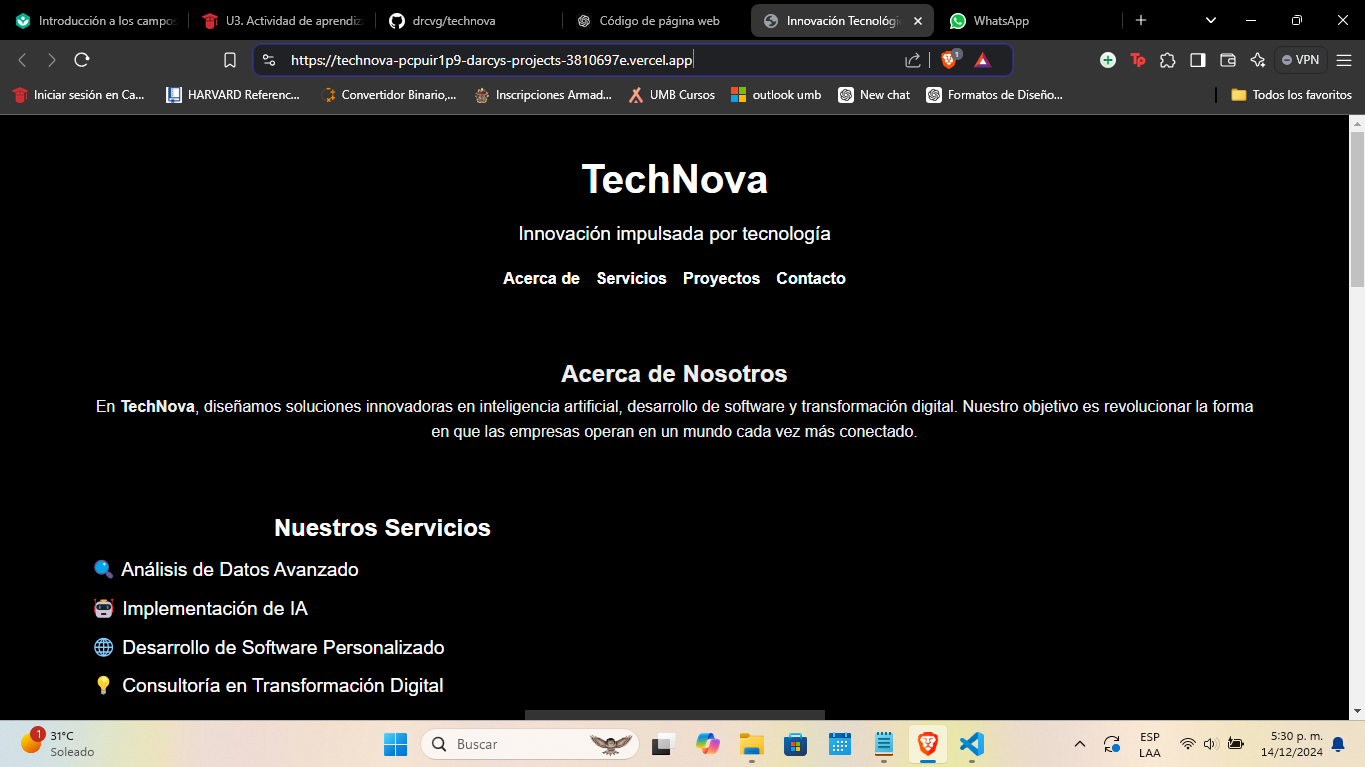 Introducción a los campos
U3. Actividad de aprendiz
drcvg/technova
Código de página web
Innovación Tecnológi
WhatsApp
https://technova-pcpuir1p9-darcys-projects-3810697e.vercel.app
1
VPN
Iniciar sesión en Ca...
HARVARD Referenc...
Convertidor Binario,...
Inscripciones Armad...
UMB Cursos
outlook umb
New chat
Formatos de Diseño...
Todos los favoritos
TechNova
Innovación impulsada por tecnología
Acerca de Servicios Proyectos Contacto
Acerca de Nosotros
En TechNova, diseñamos soluciones innovadoras en inteligencia artificial, desarrollo de software y transformación digital. Nuestro objetivo es revolucionar la forma
en que las empresas operan en un mundo cada vez más conectado.
Nuestros Servicios
Análisis de Datos Avanzado
Implementación de IA
Desarrollo de Software Personalizado
Consultoría en Transformación Digital
1
31°C
Soleado
Buscar
ESP
LAA
5:30 p. m.
14/12/2024